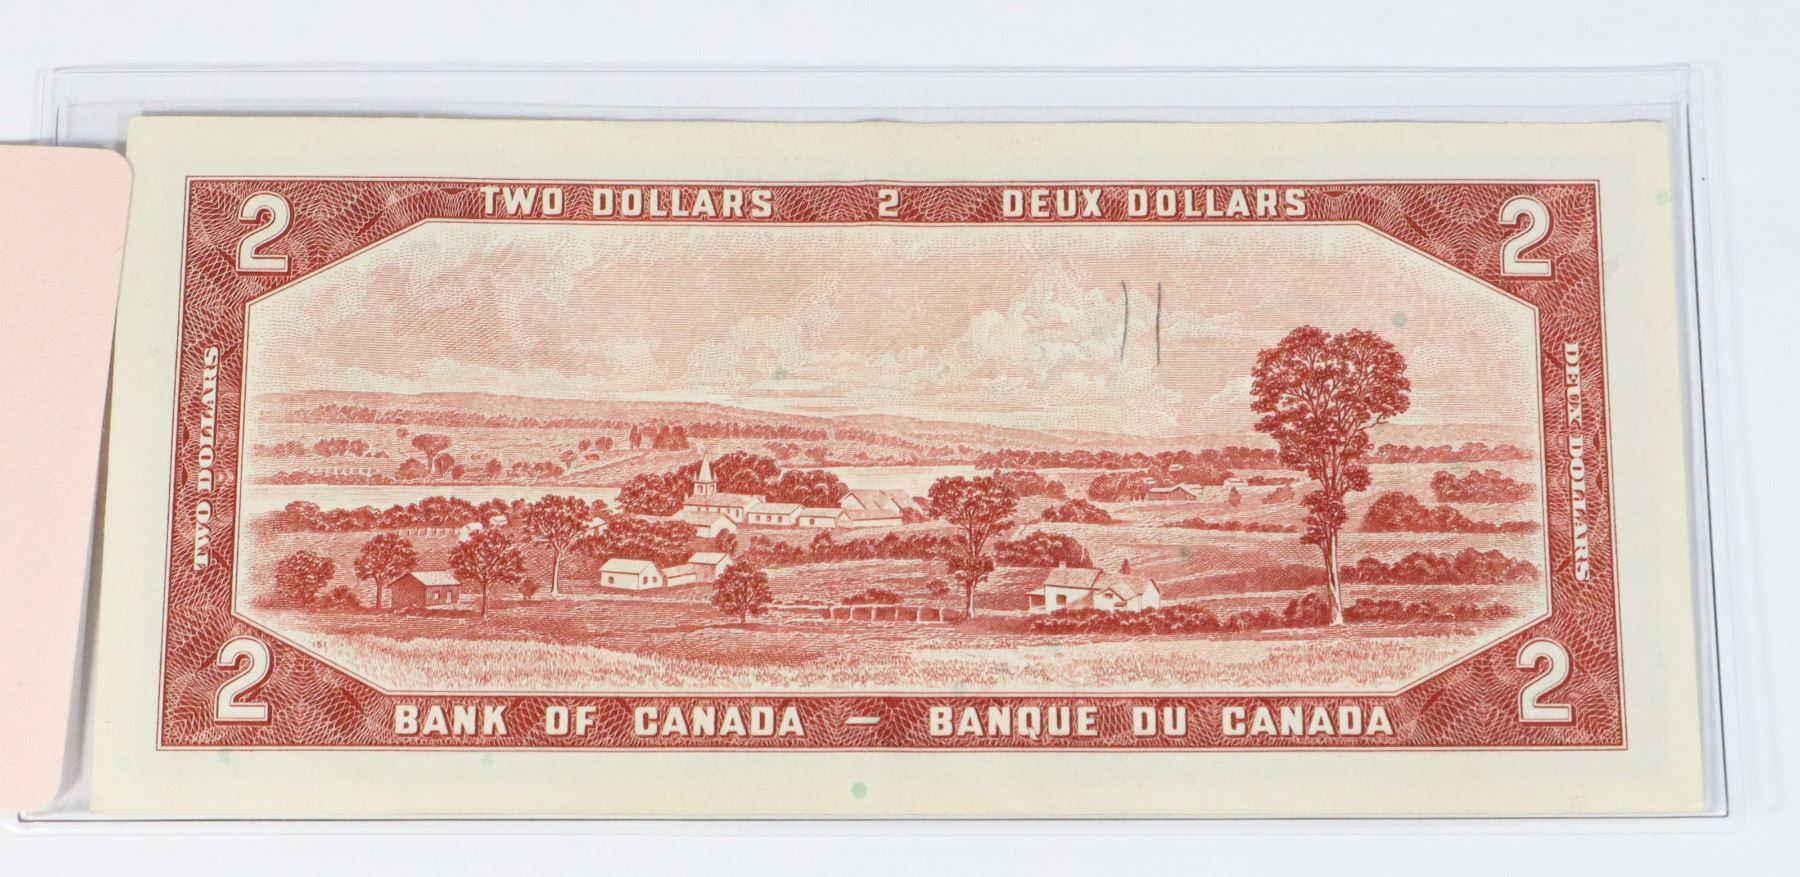 2 TWO DOLLARS 2 DEUX DOLLARS 2
TWO DOLLARS
DEUX DOLLARS
151
2 BANK OF CANADA — BANQUE DU CANADA 2